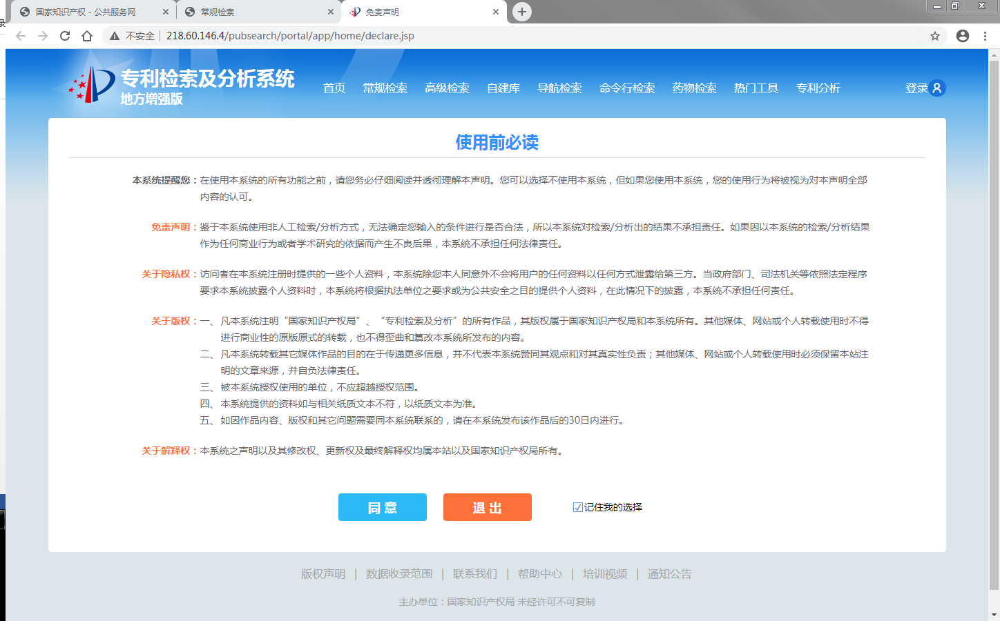 国家知识产权 - 公共服务网
常规检索
免责声明
不安全 218.60.146.4/pubsearch/portal/app/home/declare.jsp
专利检索及分析系统
地方增强版
首页 常规检索 高级检索 自建库 导航检索 命令行检索 药物检索 热门工具 专利分析 登录
使用前必读
本系统提醒您：在使用本系统的所有功能之前，请您务必仔细阅读并透彻理解本声明。您可以选择不使用本系统，但如果您使用本系统，您的使用行为将被视为对本声明全部
内容的认可。
免责声明：鉴于本系统使用非人工检索/分析方式，无法确定您输入的条件进行是否合法，所以本系统对检索/分析出的结果不承担责任。如果因以本系统的检索/分析结果
作为任何商业行为或者学术研究的依据而产生不良后果，本系统不承担任何法律责任。
关于隐私权：访问者在本系统注册时提供的一些个人资料，本系统除您本人同意外不会将用户的任何资料以任何方式泄露给第三方。当政府部门、司法机关等依照法定程序
要求本系统披露个人资料时，本系统将根据执法单位之要求或为公共安全之目的提供个人资料，在此情况下的披露，本系统不承担任何责任。
关于版权：一、 凡本系统注明“国家知识产权局”、“专利检索及分析”的所有作品，其版权属于国家知识产权局和本系统所有。其他媒体、网站或个人转载使用时不得
进行商业性的原版原式的转载，也不得歪曲和篡改本系统所发布的内容。
二、 凡本系统转载其它媒体作品的目的在于传递更多信息，并不代表本系统赞同其观点和对其真实性负责；其他媒体、网站或个人转载使用时必须保留本站注
明的文章来源，并自负法律责任。
三、 被本系统授权使用的单位，不应超越授权范围。
四、 本系统提供的资料如与相关纸质文本不符，以纸质文本为准。
五、 如因作品内容、版权和其它问题需要同本系统联系的，请在本系统发布该作品后的30日内进行。
关于解释权：本系统之声明以及其修改权、更新权及最终解释权均属本站以及国家知识产权局所有。
同 意 退 出 记住我的选择
版权声明 | 数据收录范围 | 联系我们 | 帮助中心 | 培训视频 | 通知公告
主办单位：国家知识产权局 未经许可不可复制